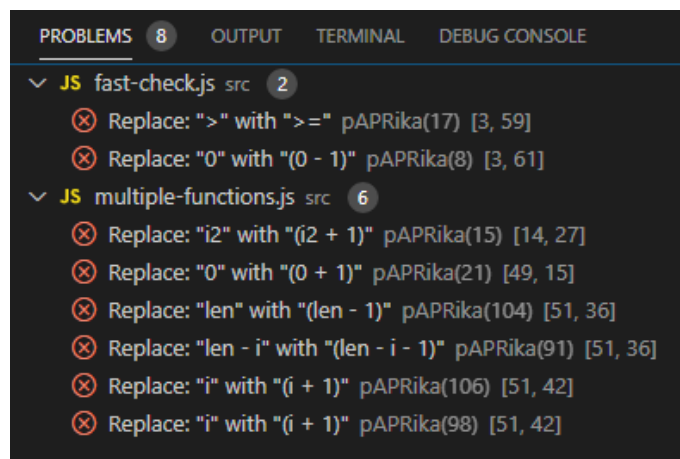 PROBLEMS 8 OUTPUT TERMINAL DEBUG CONSOLE
JS fast-check.js src 2
Replace: ">" with ">=" pAPRika(17) [3, 59]
Replace: "0" with "(0 - 1)" pAPRika(8) [3, 61]
JS multiple-functions.js src 6
Replace: "i2" with "(i2 + 1)" pAPRika(15) [14, 27]
Replace: "0" with "(0 + 1)" pAPRika(21) [49, 15]
Replace: "len" with "(len - 1)" pAPRika(104) [51, 36]
Replace: "len - i" with "(len - i - 1)" pAPRika(91) [51, 36]
Replace: "i" with "(i + 1)" pAPRika(106) [51, 42]
Replace: "i" with "(i + 1)" pAPRika(98) [51, 42]